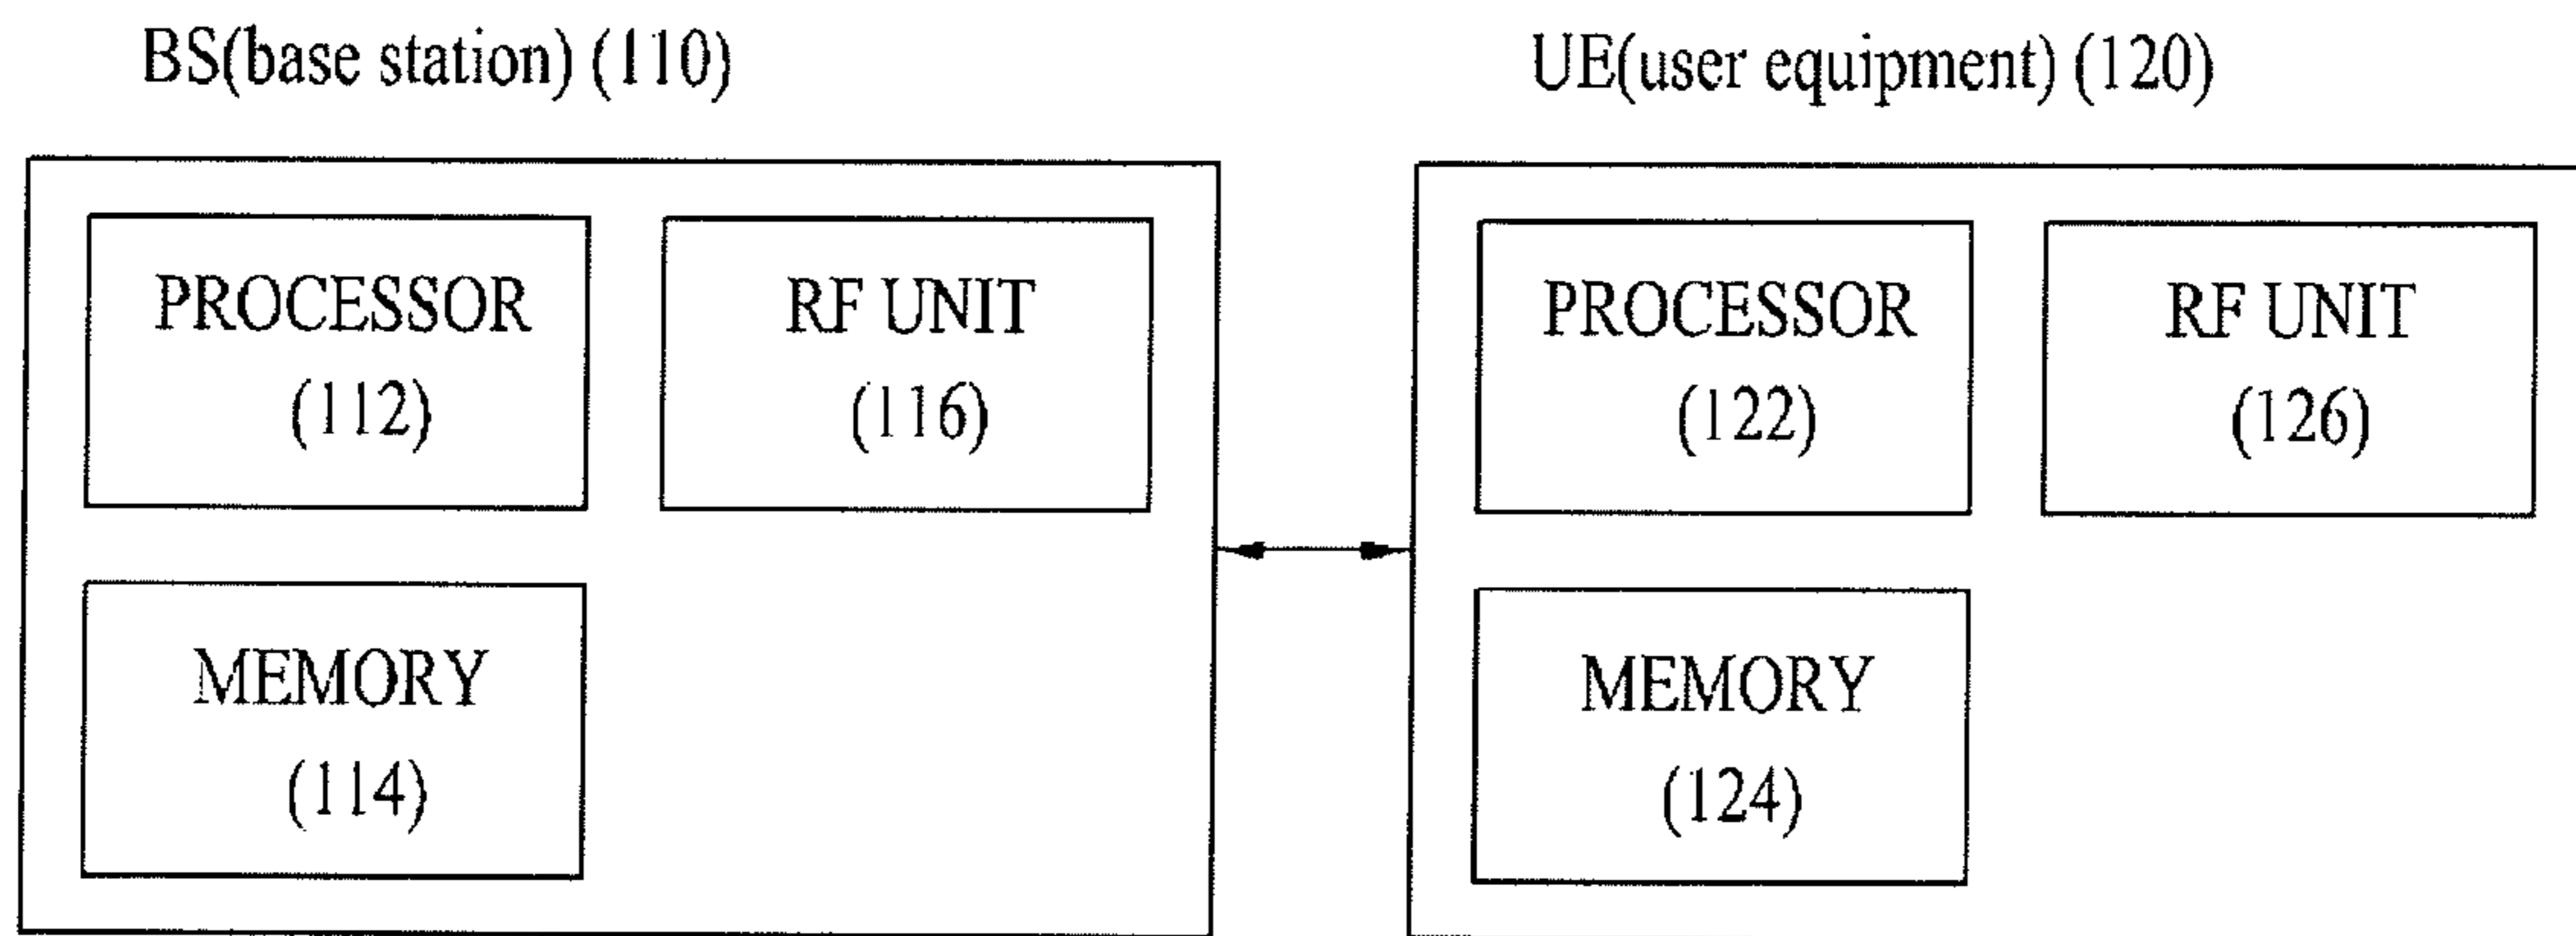 BS(base station) (110)
UE(user equipment) (120)
PROCESSOR
(112)
RF UNIT
(116)
MEMORY
(114)
PROCESSOR
(122)
RF UNIT
(126)
MEMORY
(124)